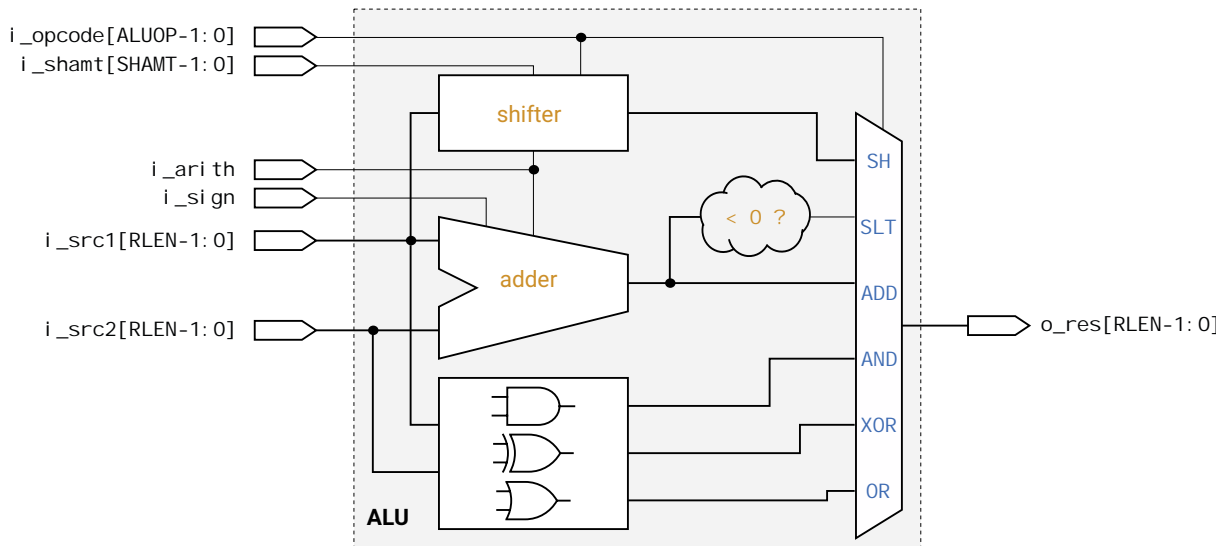 i_opcode[ALUOP-1:0]
i_shamt[SHAMT-1:0]
shifter
SH
i_arith
i_sign
< 0 ?
SLT
i_src1[RLEN-1:0]
adder
ADD
i_src2[RLEN-1:0]
o_res[RLEN-1:0]
AND
XOR
OR
ALU